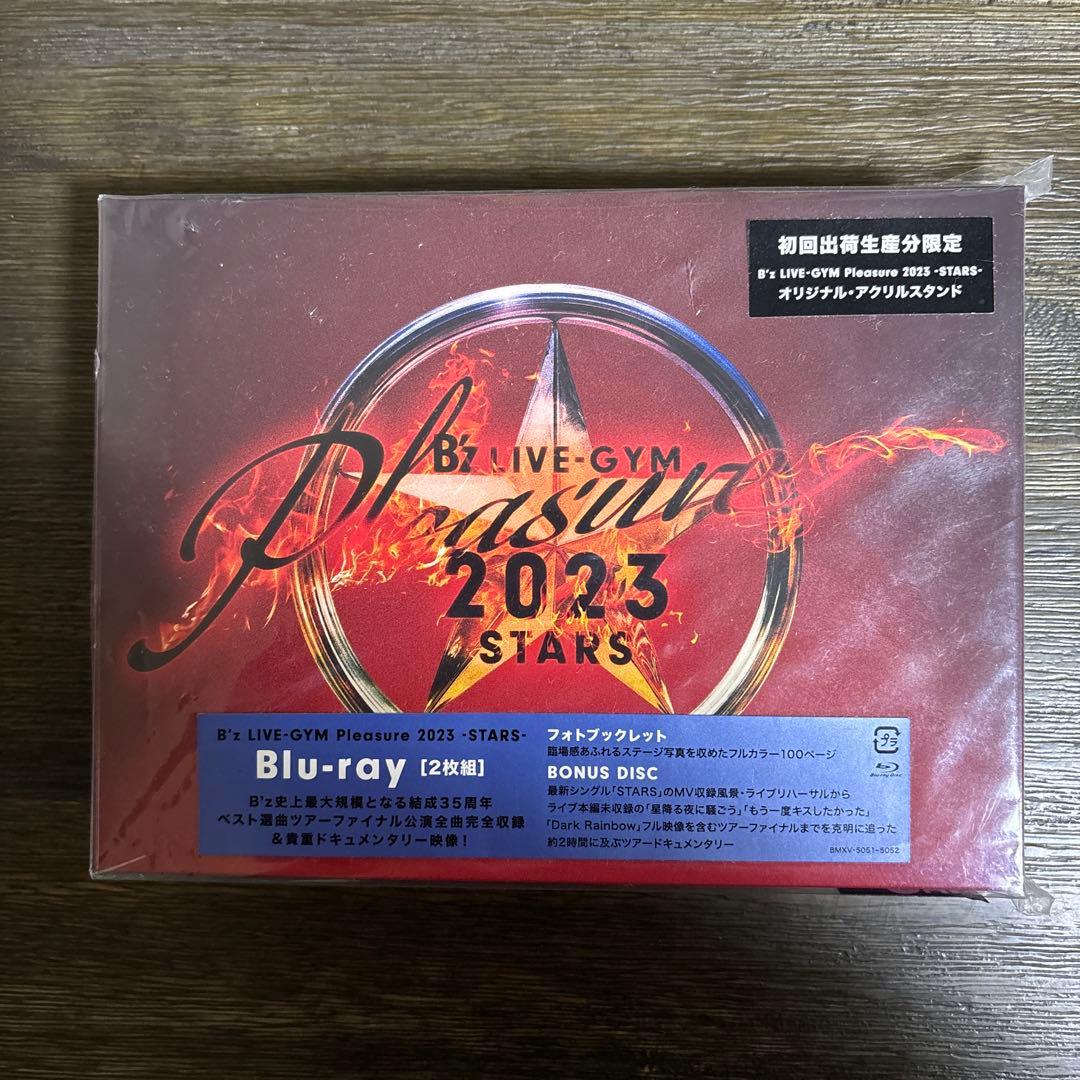 初回出荷生産分限定
B'z LIVE-GYM Pleasure 2023 -STARS-
オリジナル・アクリルスタンド
B'z LIVE-GYM
Pleasure
2023
STARS
B'z LIVE-GYM Pleasure 2023 -STARS-
Blu-ray [2枚組]
B'z史上最大規模となる結成35周年
ベスト選曲ツアーファイナル公演全曲完全収録
&貴重ドキュメンタリー映像!
フォトブックレット
臨場感あふれるステージ写真を収めたフルカラー100ページ
BONUS DISC
最新シングル「STARS」のMV収録風景・ライブリハーサルから
ライブ本編未収録の「星降る夜に騒ごう」「もう一度キスしたかった」
「Dark Rainbow」フル映像を含むツアーファイナルまでを克明に追った
約2時間に及ぶツアードキュメンタリー
プラ
Blu-ray Disc
BMXV-5051~5052